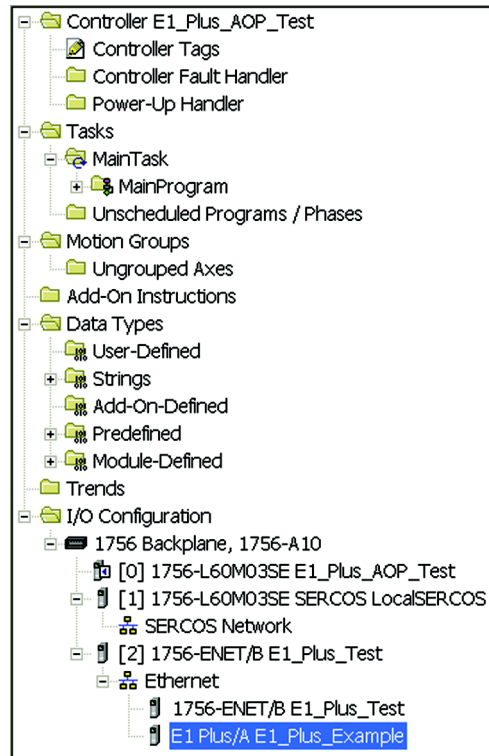 Controller E1_Plus_AOP_Test
Controller Tags
Controller Fault Handler
Power-Up Handler
Tasks
MainTask
MainProgram
Unscheduled Programs / Phases
Motion Groups
Ungrouped Axes
Add-On Instructions
Data Types
User-Defined
Strings
Add-On-Defined
Predefined
Module-Defined
Trends
I/O Configuration
1756 Backplane, 1756-A10
[0] 1756-L60M03SE E1_Plus_AOP_Test
[1] 1756-L60M03SE SERCOS LocalSERCOS
SERCOS Network
[2] 1756-ENET/B E1_Plus_Test
Ethernet
1756-ENET/B E1_Plus_Test
E1 Plus/A E1_Plus_Example